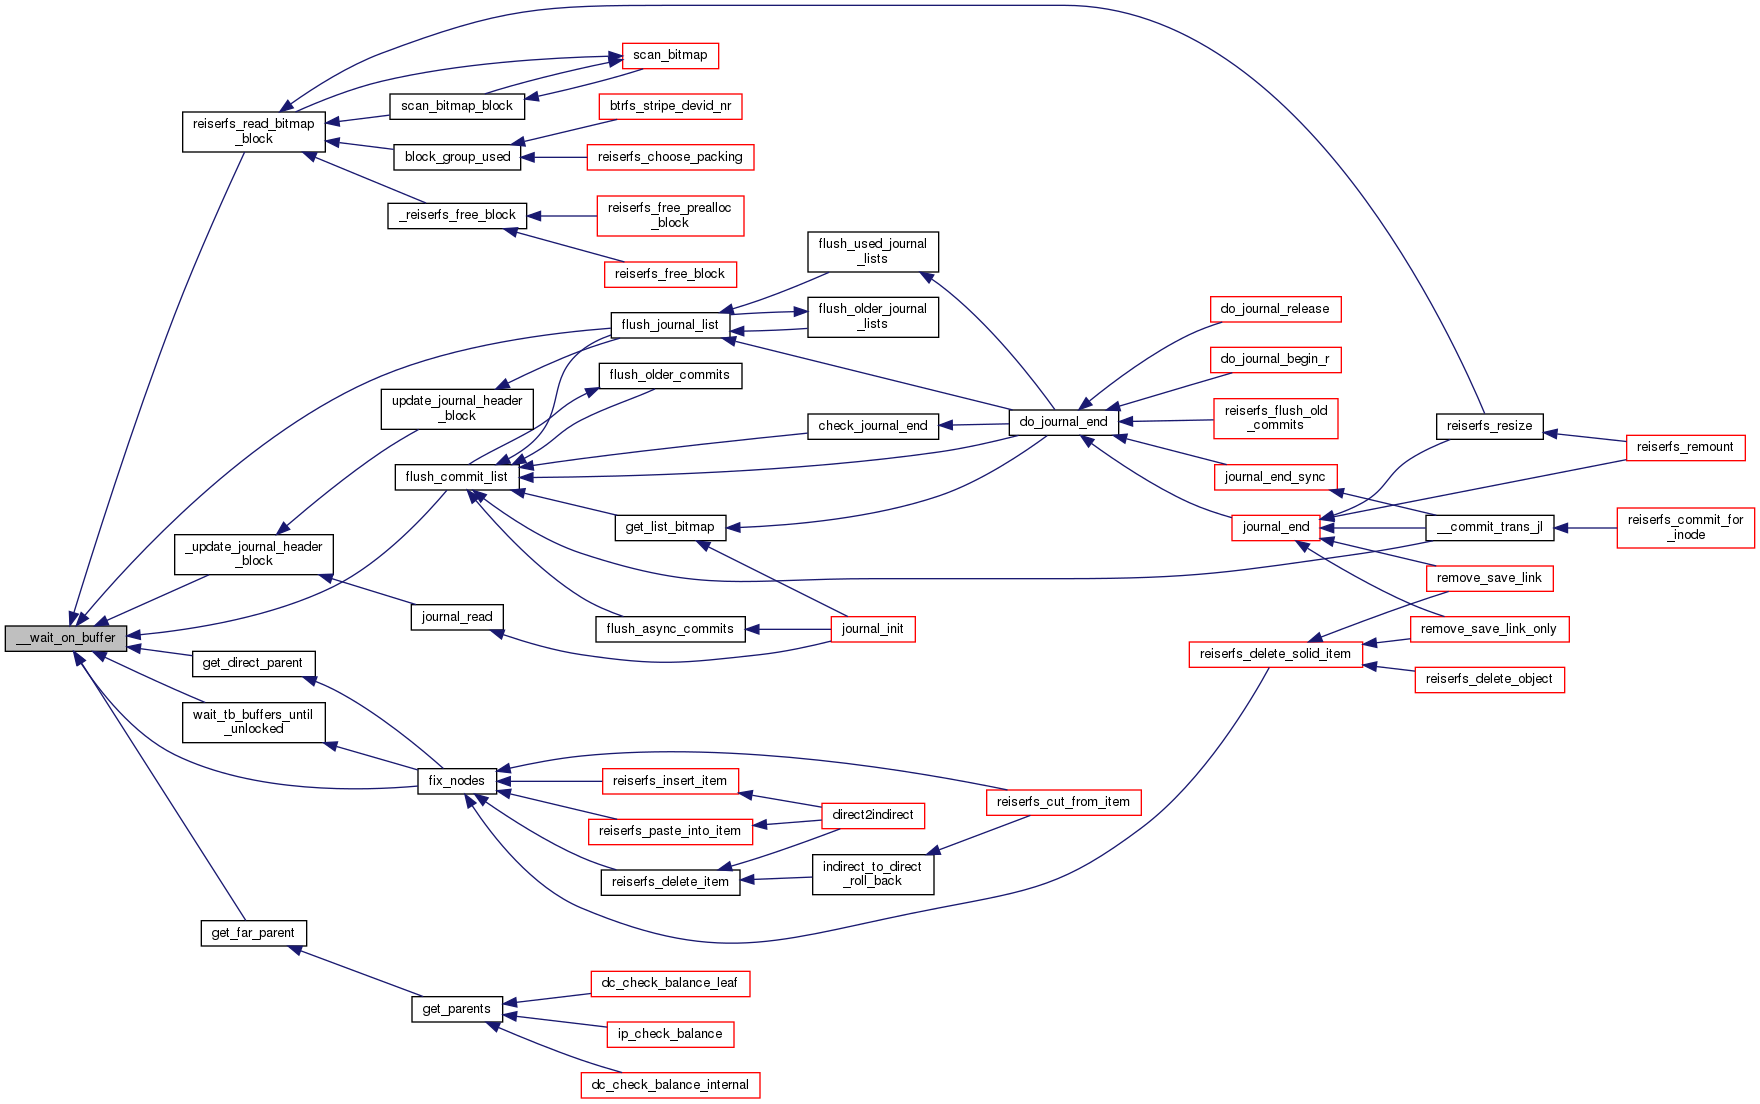 scan_bitmap
scan_bitmap_block
btrfs_stripe_devid_nr
reiserfs_read_bitmap
_block
block_group_used
reiserfs_choose_packing
_reiserfs_free_block
reiserfs_free_prealloc
_block
reiserfs_free_block
flush_used_journal
_lists
flush_older_journal
_lists
flush_journal_list
do_journal_release
do_journal_begin_r
flush_older_commits
update_journal_header
_block
reiserfs_flush_old
_commits
check_journal_end
do_journal_end
reiserfs_resize
reiserfs_remount
flush_commit_list
journal_end_sync
get_list_bitmap
journal_end
__commit_trans_jl
reiserfs_commit_for
_inode
_update_journal_header
_block
remove_save_link
journal_read
flush_async_commits
journal_init
remove_save_link_only
__wait_on_buffer
get_direct_parent
reiserfs_delete_solid_item
reiserfs_delete_object
wait_tb_buffers_until
_unlocked
fix_nodes
reiserfs_insert_item
reiserfs_cut_from_item
direct2indirect
reiserfs_paste_into_item
indirect_to_direct
_roll_back
reiserfs_delete_item
get_far_parent
dc_check_balance_leaf
get_parents
ip_check_balance
dc_check_balance_internal